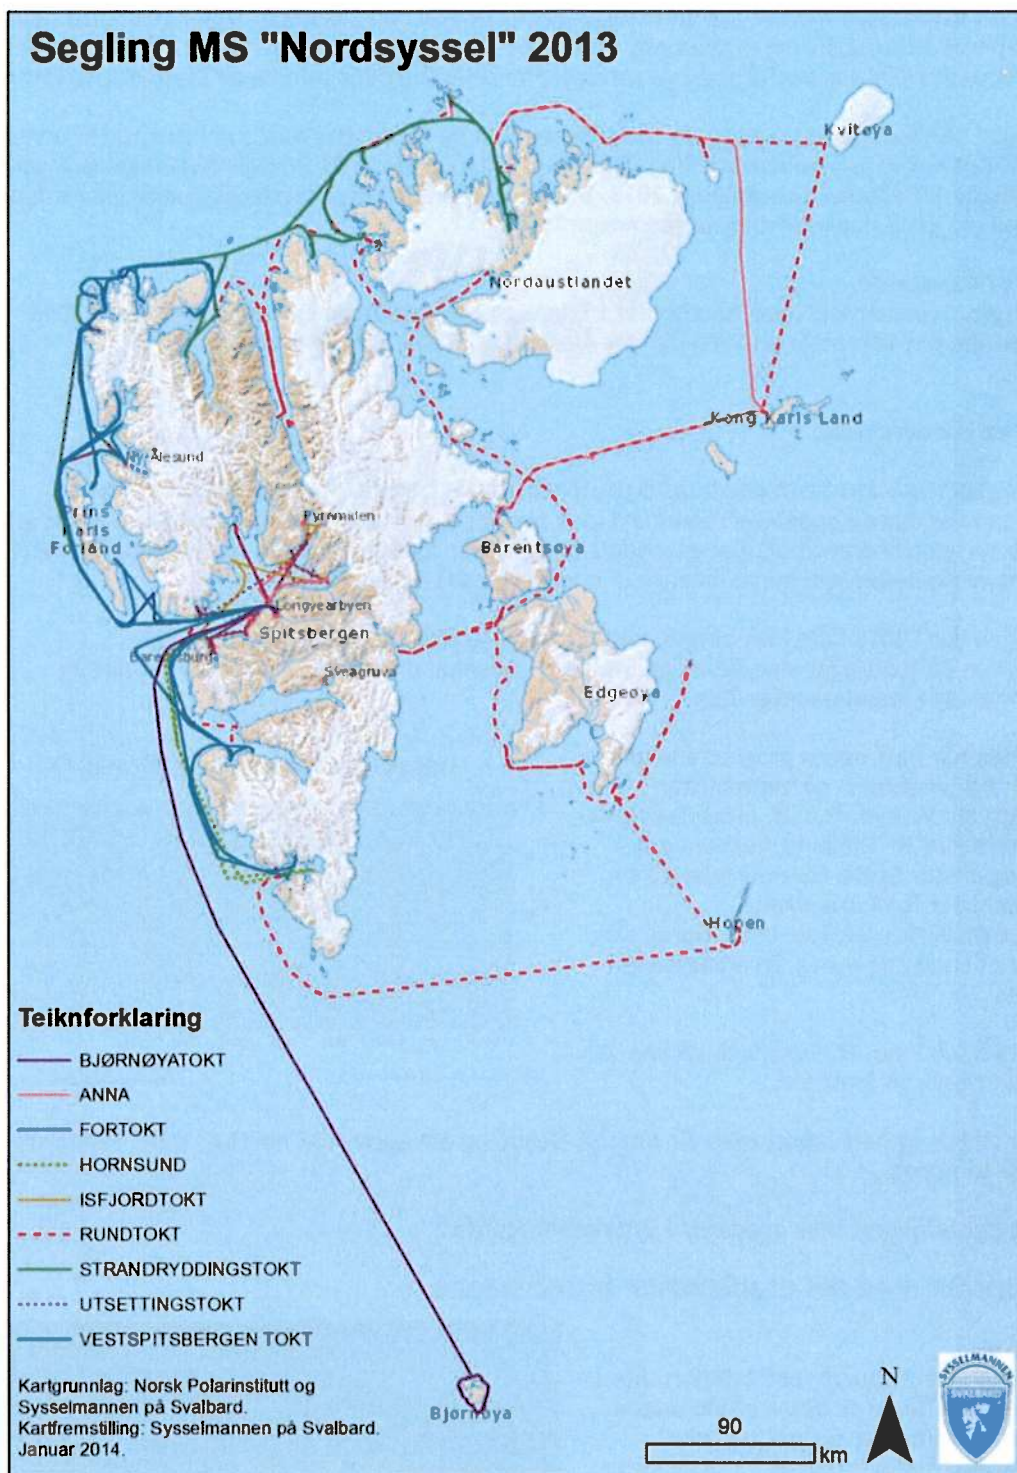 Segling MS "Nordsyssel" 2013
Kvitøya
Nordaustlandet
Kong Karls Land
Ny-Ålesund
Prins
Karls
Forland
Pyramiden
Barentsøya
Longyearbyen
Spitsbergen
Barentsburg
Sveagruva
Edgeøya
Hopen
Teiknforklaring
BJØRNØYATOKT
ANNA
FORTOKT
HORNSUND
ISFJORDTOKT
RUNDTOKT
STRANDRYDDINGSTOKT
UTSETTINGSTOKT
VESTSPITSBERGEN TOKT
Kartgrunnlag: Norsk Polarinstitutt og
Sysselmannen på Svalbard.
Kartfremstilling: Sysselmannen på Svalbard.
Januar 2014.
Bjørnøya
90
km
N
SYSSELMANNEN
SVALBARD